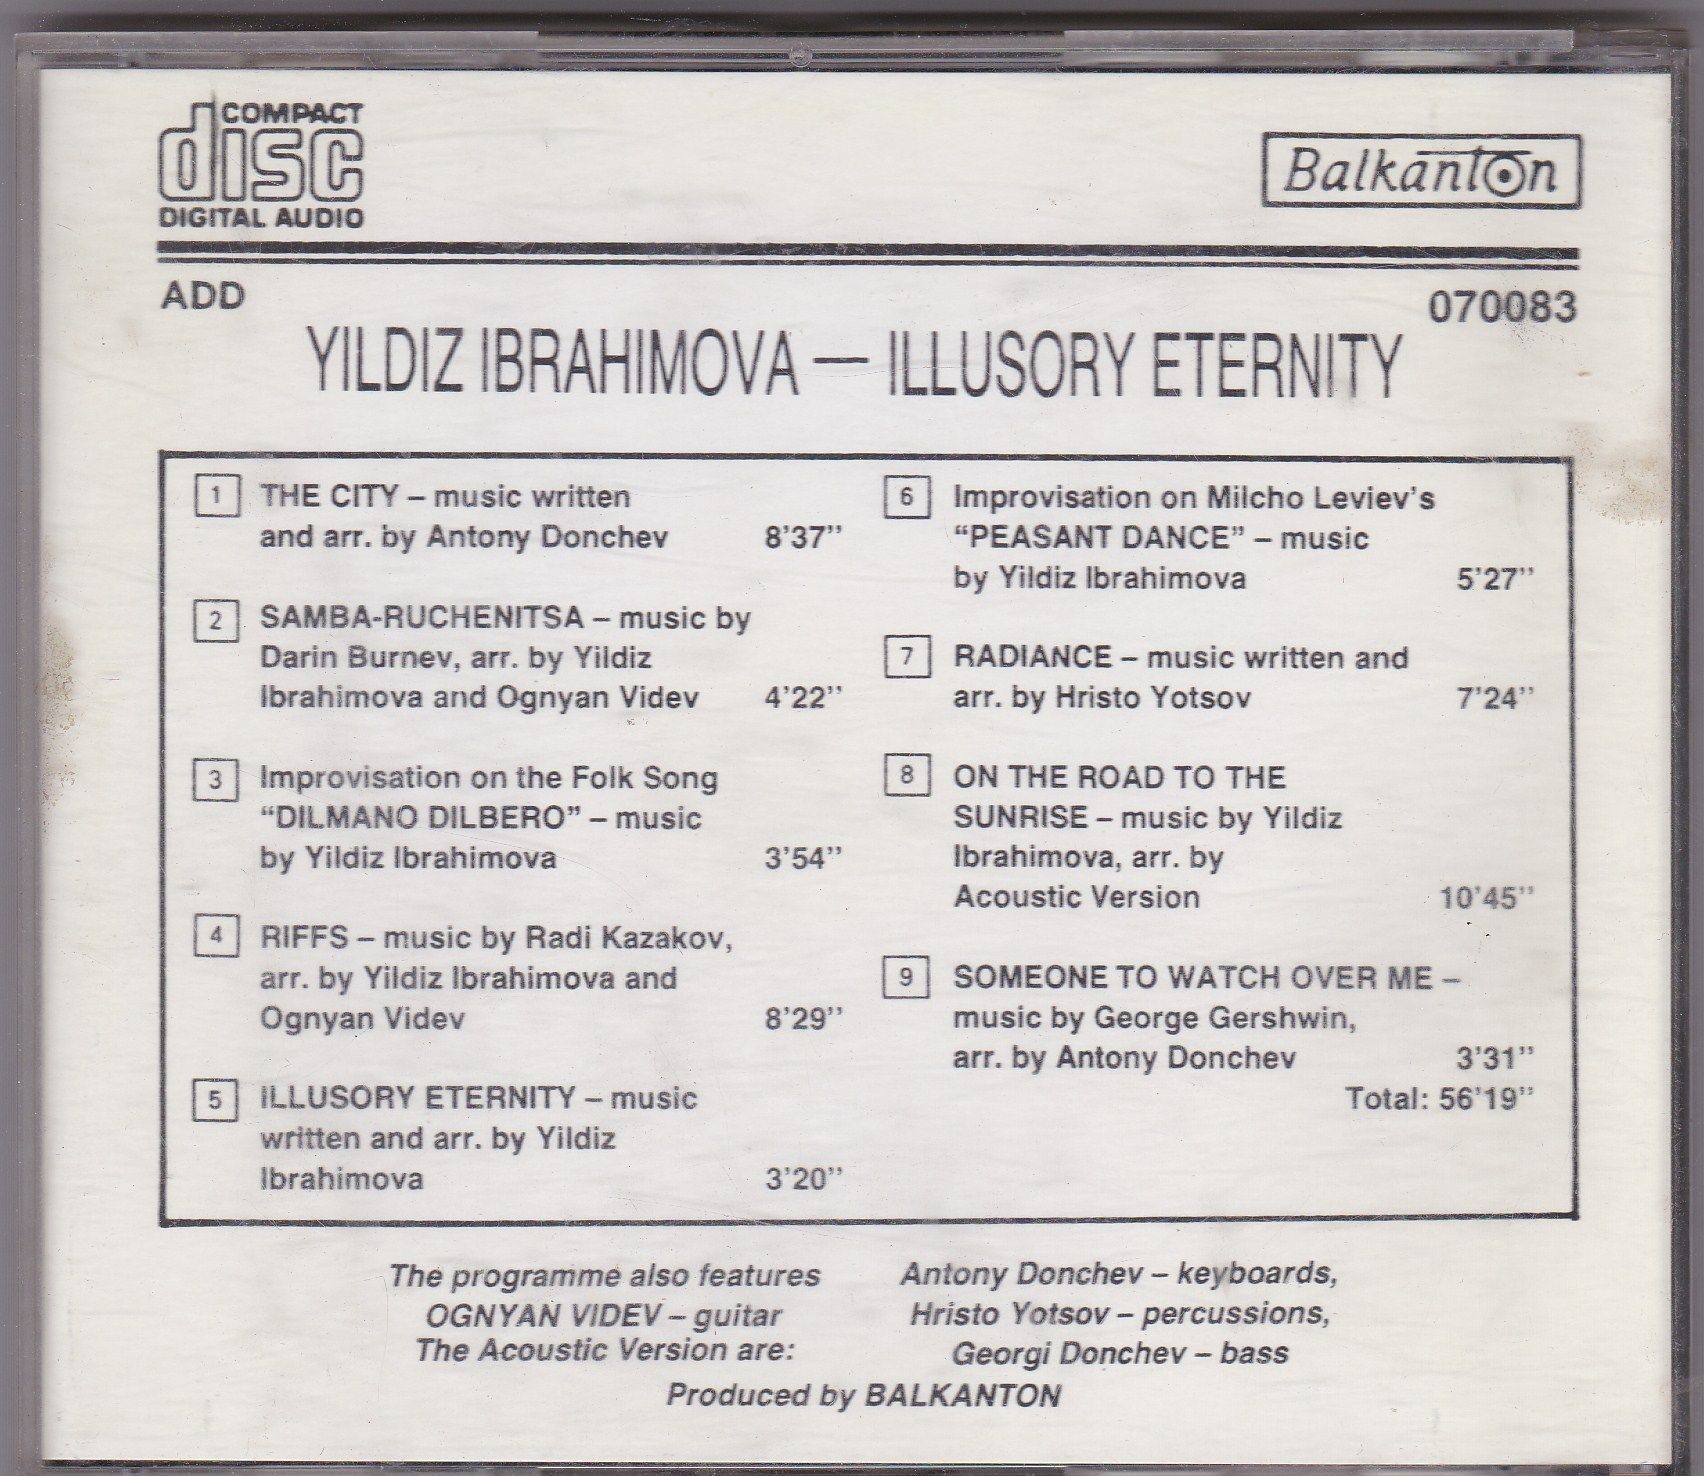 COMPACT
disc
DIGITAL AUDIO
Balkanton
ADD
070083
YILDIZ IBRAHIMOVA — ILLUSORY ETERNITY
1 THE CITY – music written
and arr. by Antony Donchev 8'37''
2 SAMBA-RUCHENITSA – music by
Darin Burnev, arr. by Yildiz
Ibrahimova and Ognyan Videv 4'22''
3 Improvisation on the Folk Song
“DILMANO DILBERO” – music
by Yildiz Ibrahimova 3'54''
4 RIFFS – music by Radi Kazakov,
arr. by Yildiz Ibrahimova and
Ognyan Videv 8'29''
5 ILLUSORY ETERNITY – music
written and arr. by Yildiz
Ibrahimova 3'20''
6 Improvisation on Milcho Leviev's
“PEASANT DANCE” – music
by Yildiz Ibrahimova 5'27''
7 RADIANCE – music written and
arr. by Hristo Yotsov 7'24''
8 ON THE ROAD TO THE
SUNRISE – music by Yildiz
Ibrahimova, arr. by
Acoustic Version 10'45''
9 SOMEONE TO WATCH OVER ME –
music by George Gershwin,
arr. by Antony Donchev 3'31''
Total: 56'19''
The programme also features
OGNYAN VIDEV – guitar
The Acoustic Version are:
Antony Donchev – keyboards,
Hristo Yotsov – percussions,
Georgi Donchev – bass
Produced by BALKANTON